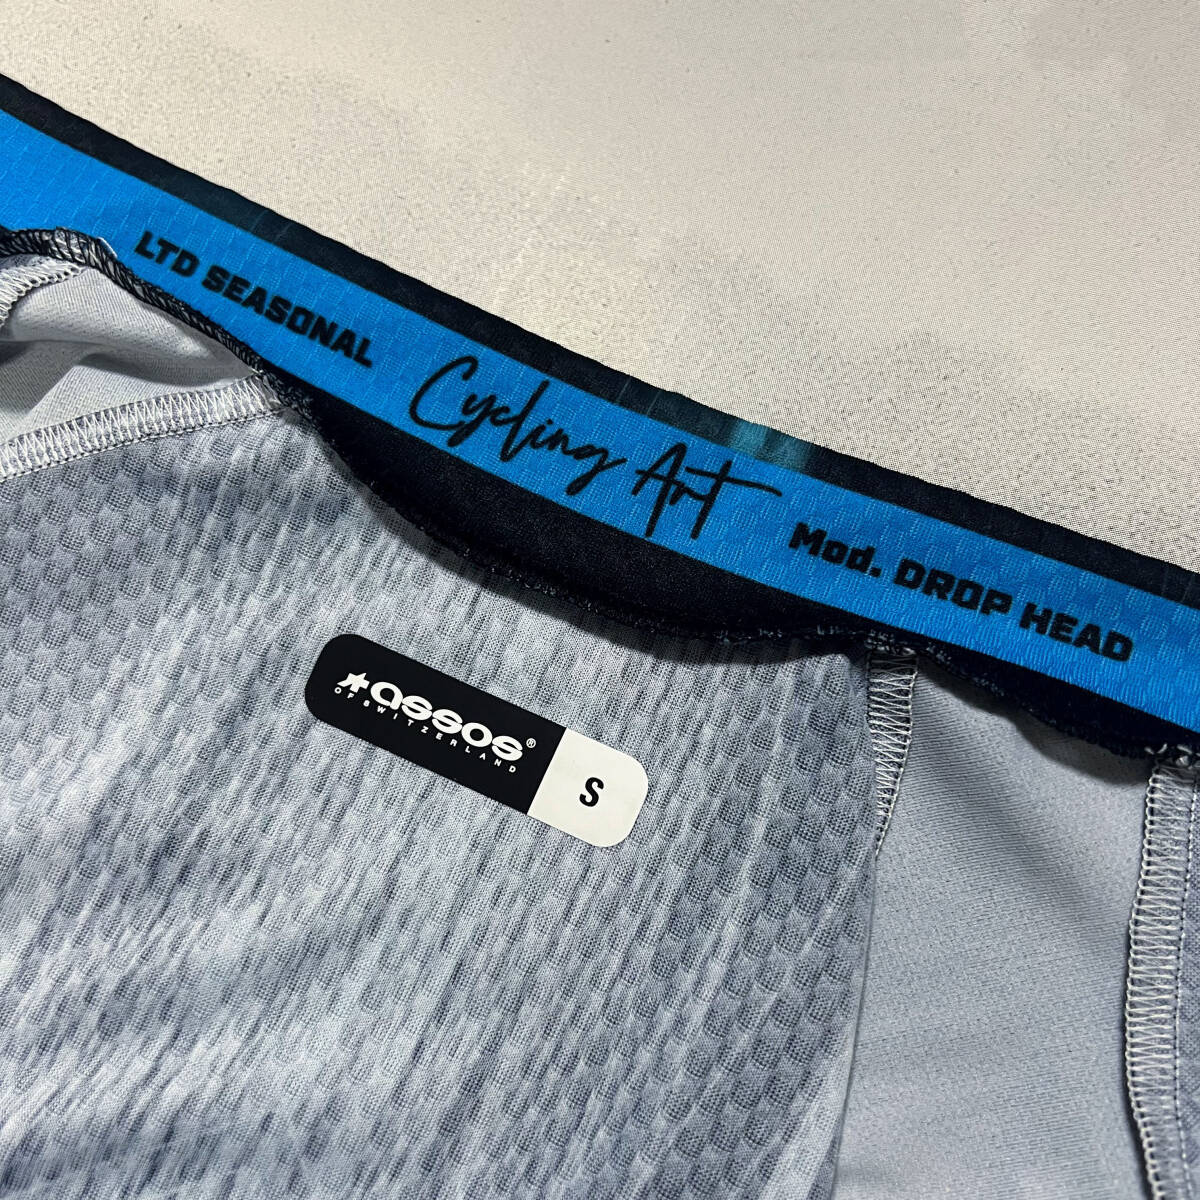 LTD SEASONAL Cycling Art Mod. DROP HEAD
assos®
OF SWITZERLAND
S